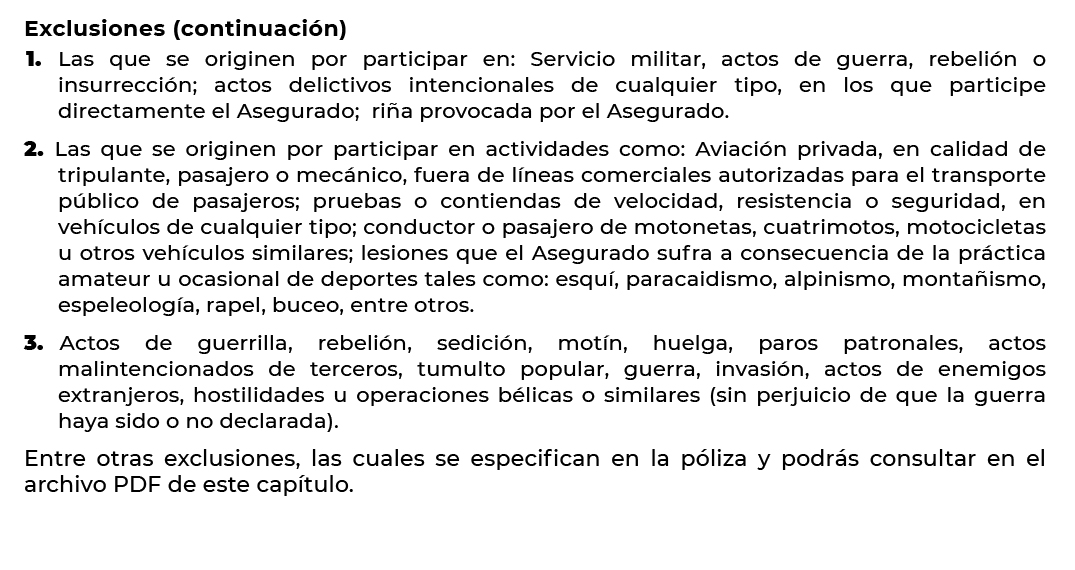 Exclusiones (continuación)
1. Las que se originen por participar en: Servicio militar, actos de guerra, rebelión o
insurrección; actos delictivos intencionales de cualquier tipo, en los que participe
directamente el Asegurado; riña provocada por el Asegurado.
2. Las que se originen por participar en actividades como: Aviación privada, en calidad de
tripulante, pasajero o mecánico, fuera de líneas comerciales autorizadas para el transporte
público de pasajeros; pruebas o contiendas de velocidad, resistencia o seguridad, en
vehículos de cualquier tipo; conductor o pasajero de motonetas, cuatrimotos, motocicletas
u otros vehículos similares; lesiones que el Asegurado sufra a consecuencia de la práctica
amateur u ocasional de deportes tales como: esquí, paracaidismo, alpinismo, montañismo,
espeleología, rapel, buceo, entre otros.
3. Actos de guerrilla, rebelión, sedición, motín, huelga, paros patronales, actos
malintencionados de terceros, tumulto popular, guerra, invasión, actos de enemigos
extranjeros, hostilidades u operaciones bélicas o similares (sin perjuicio de que la guerra
haya sido o no declarada).
Entre otras exclusiones, las cuales se especifican en la póliza y podrás consultar en el
archivo PDF de este capítulo.